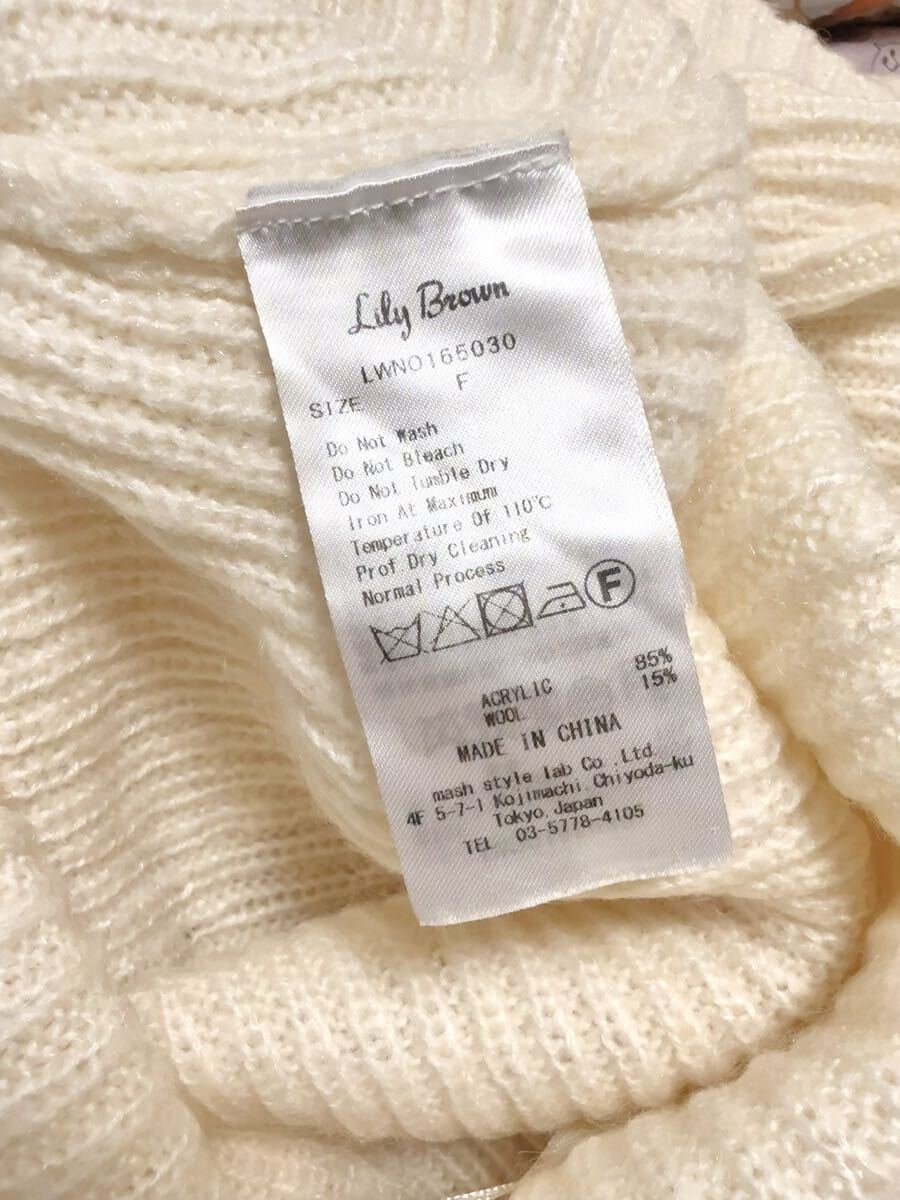 Lily Brown
LWNO165030
SIZE F
Do Not Wash
Do Not Bleach
Do Not Tumble Dry
Iron At Maximum
Temperature Of 110℃
Prof Dry Cleaning
Normal Process
F
ACRYLIC 85%
WOOL 15%
MADE IN CHINA
mash style lab Co.,Ltd.
4F 5-7-1 Kojimachi, Chiyoda-ku
Tokyo, Japan
TEL 03-5778-4105